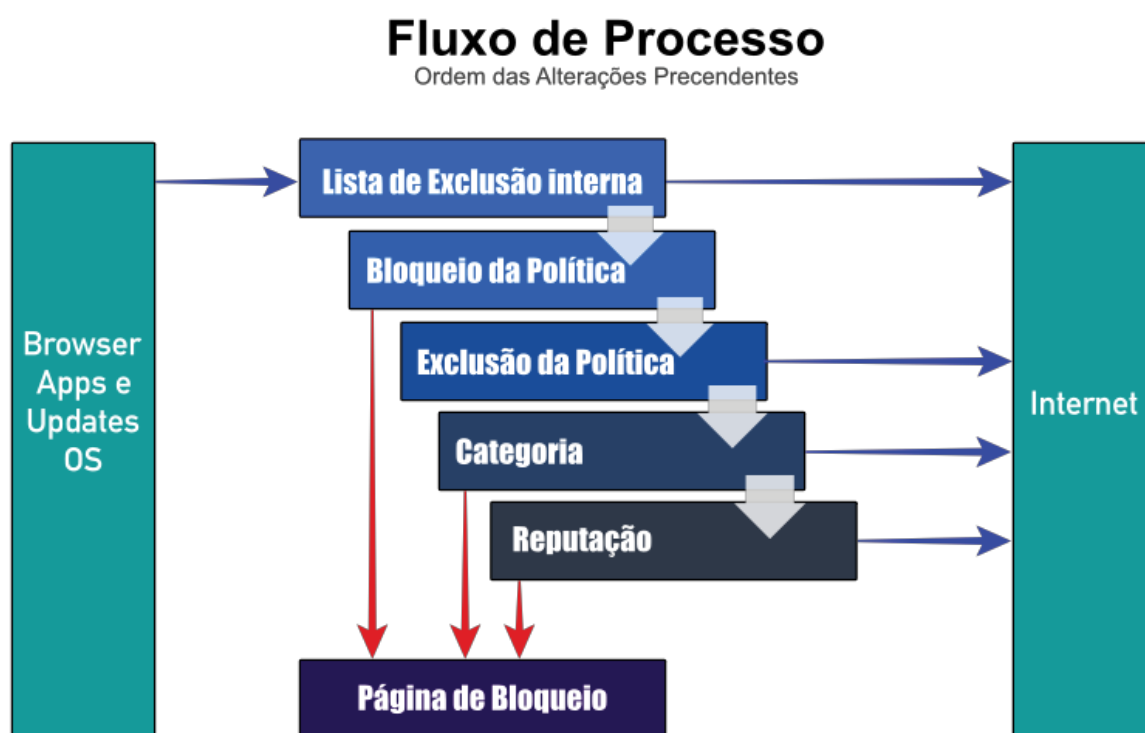 Fluxo de Processo
Ordem das Alterações Precendentes
Browser
Apps e
Updates
OS
Lista de Exclusão interna
Bloqueio da Política
Exclusão da Política
Categoria
Reputação
Página de Bloqueio
Internet